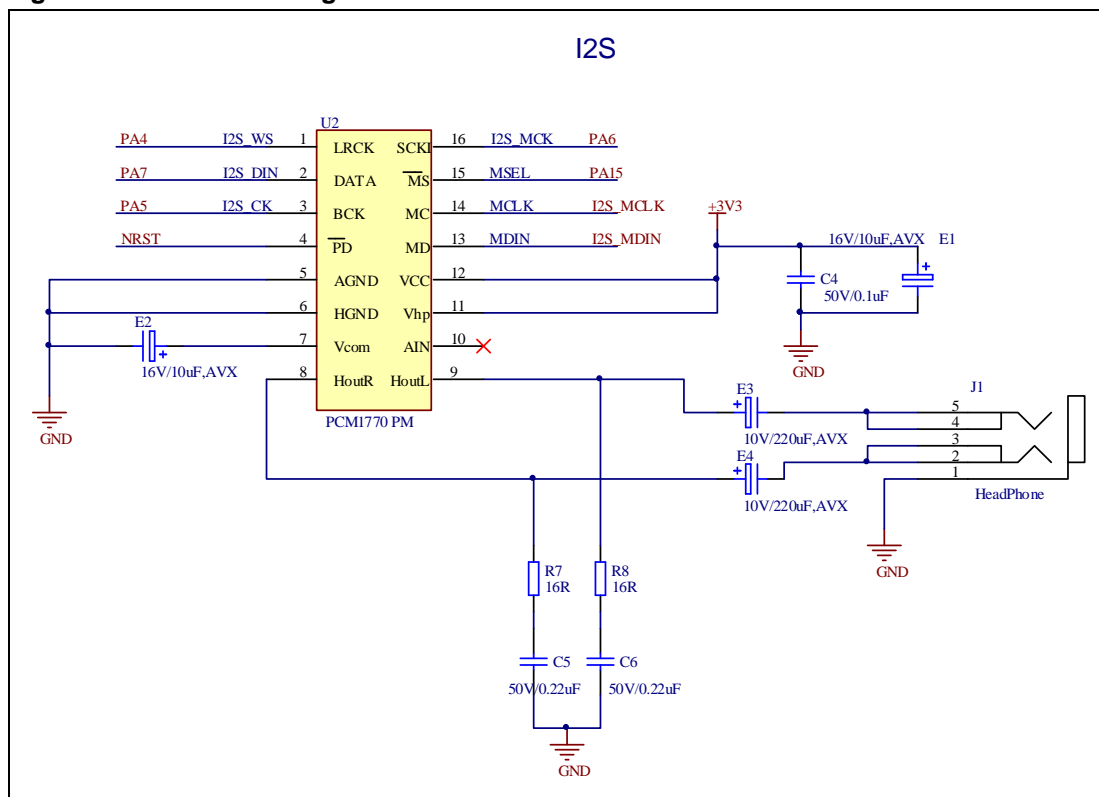 I2S
U2
PA4 I2S_WS 1 LRCK SCKI 16 I2S_MCK PA6
PA7 I2S_DIN 2 DATA MS 15 MSEL PA15
PA5 I2S_CK 3 BCK MC 14 MCLK I2S_MCLK
NRST 4 PD MD 13 MDIN I2S_MDIN
5 AGND VCC 12
6 HGND Vhp 11
7 Vcom AIN 10
8 HoutR HoutL 9
PCM1770 PM
E2
16V/10uF,AVX
GND
+3V3
16V/10uF,AVX E1
C4
50V/0.1uF
GND
E3
10V/220uF,AVX
E4
10V/220uF,AVX
J1
5
4
3
2
1
HeadPhone
GND
R7
16R
R8
16R
C5
50V/0.22uF
C6
50V/0.22uF
GND